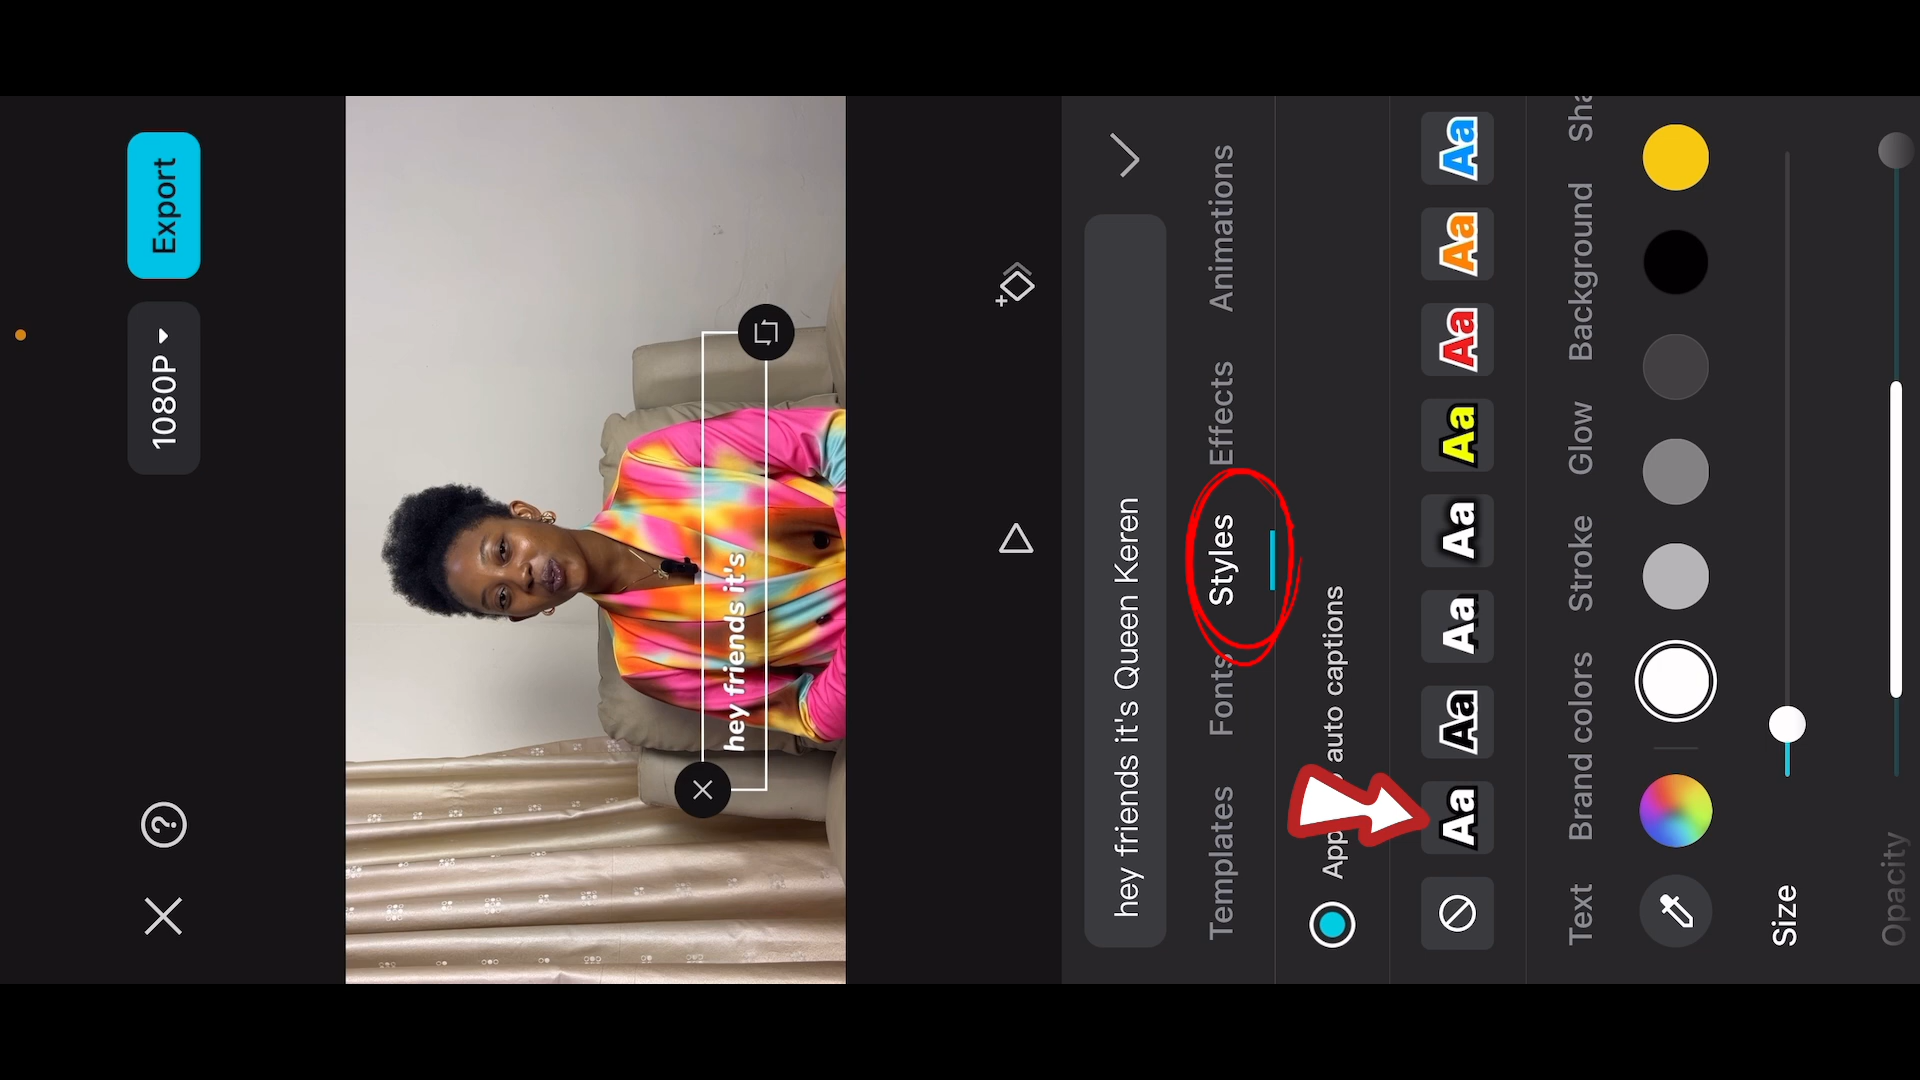 1080P Export
hey friends it's
hey friends it's Queen Keren
Templates Fonts Styles Effects Animations
auto captions
Aa Aa Aa Aa Aa Aa Aa Aa
Text Brand colors Stroke Glow Background
Size
Opacity